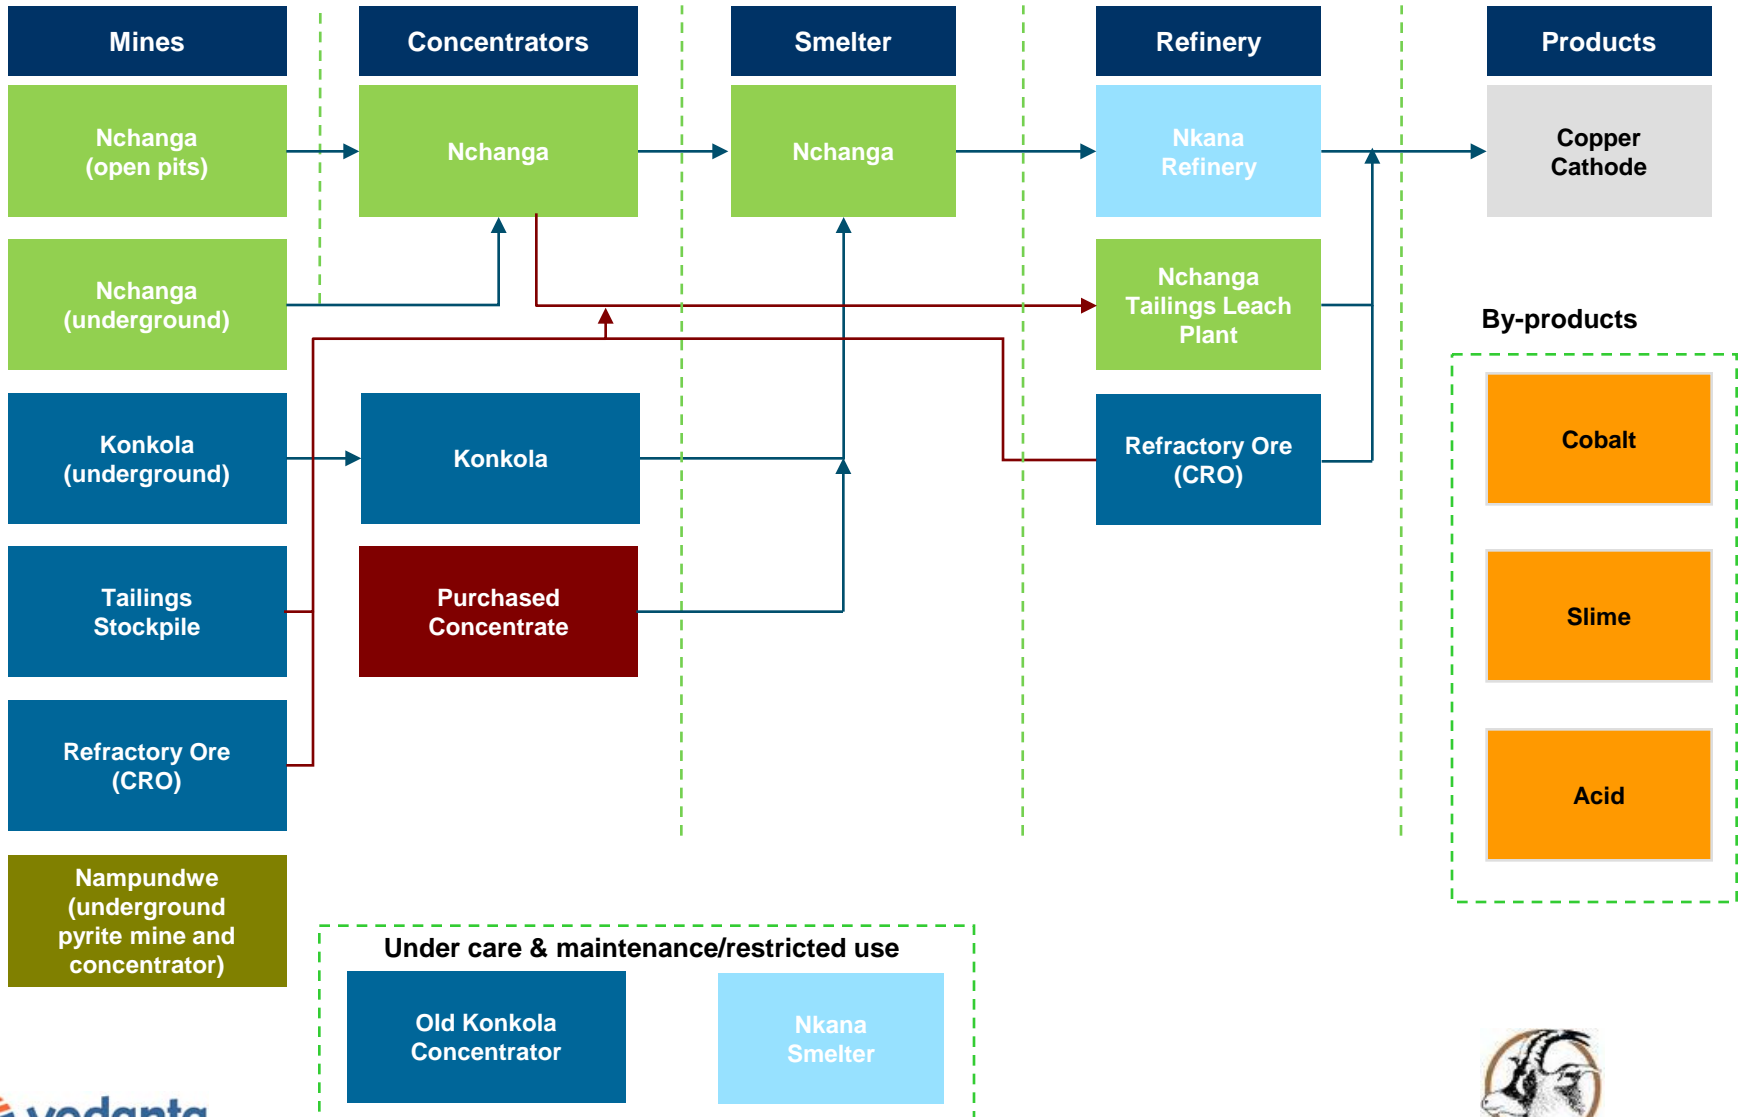 Mines
Concentrators
Smelter
Refinery
Products
Nchanga
(open pits)
Nchanga
Nchanga
Nkana
Refinery
Copper
Cathode
Nchanga
(underground)
Nchanga
Tailings Leach
Plant
By-products
Konkola
(underground)
Konkola
Refractory Ore
(CRO)
Cobalt
Tailings
Stockpile
Purchased
Concentrate
Slime
Refractory Ore
(CRO)
Acid
Nampundwe
(underground
pyrite mine and
concentrator)
Under care & maintenance/restricted use
Old Konkola
Concentrator
Nkana
Smelter
vedanta